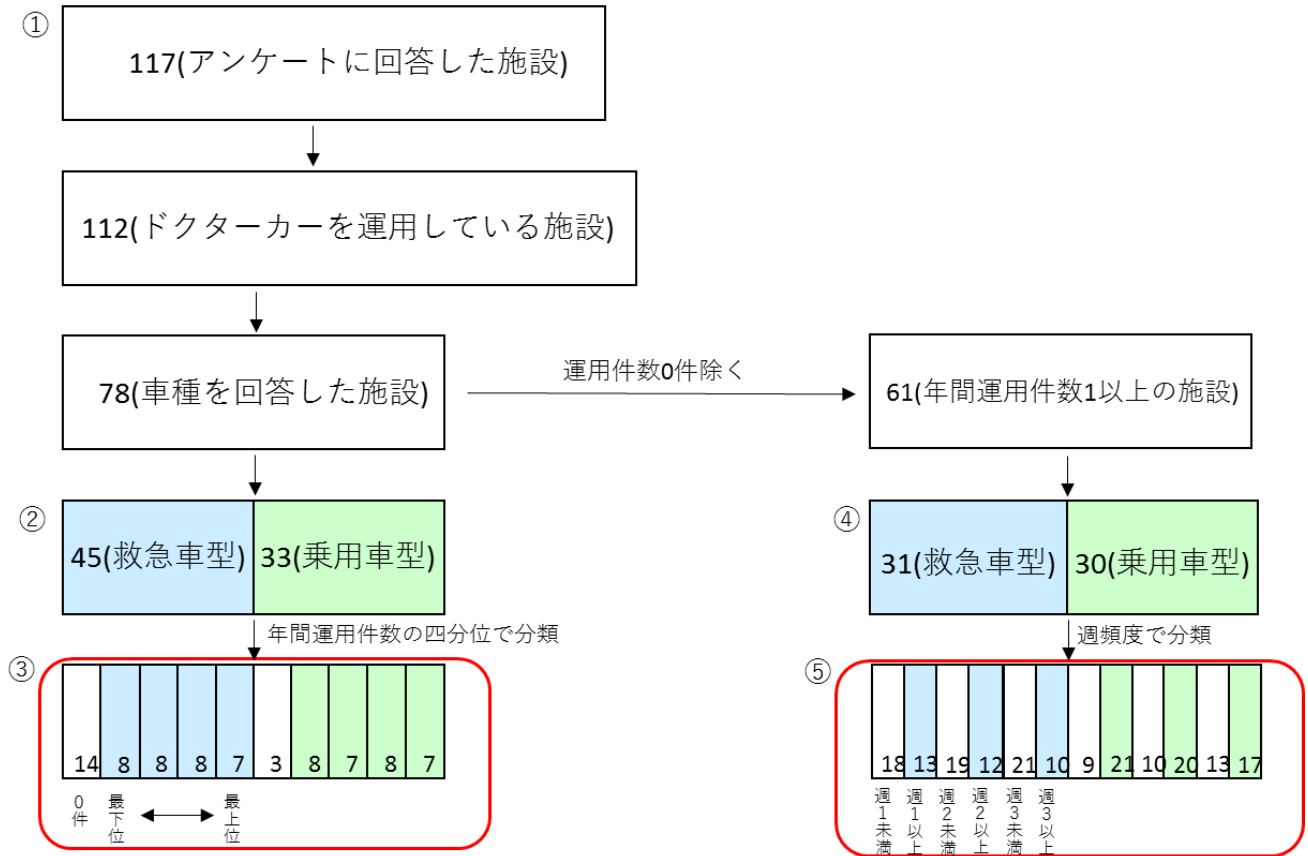 ①
117(アンケートに回答した施設)
112(ドクターカーを運用している施設)
78(車種を回答した施設)
運用件数0件除く
61(年間運用件数1以上の施設)
②
45(救急車型)
33(乗用車型)
④
31(救急車型)
30(乗用車型)
年間運用件数の四分位で分類
週頻度で分類
③
14 8 8 8 7 3 8 7 8 7
0件
最下位
最上位
⑤
18 13 19 12 21 10 9 21 10 20 13 17
週1未満
週1以上
週2未満
週2以上
週3未満
週3以上